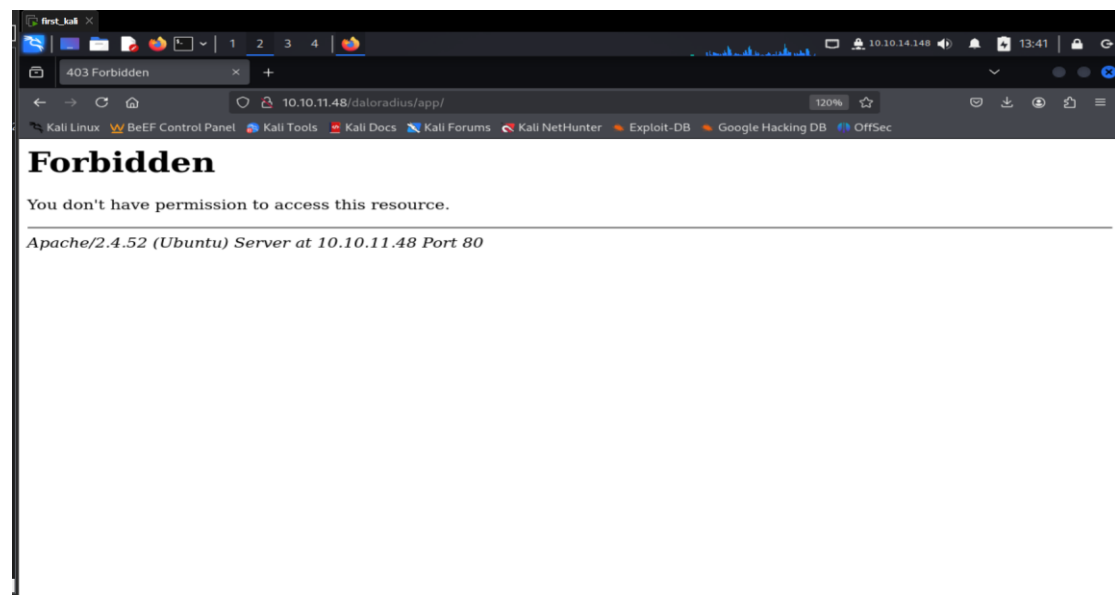 first_kali
1 2 3 4
10.10.14.148
13:41
403 Forbidden
10.10.11.48/daloradius/app/
120%
Kali Linux BeEF Control Panel Kali Tools Kali Docs Kali Forums Kali NetHunter Exploit-DB Google Hacking DB OffSec
Forbidden
You don't have permission to access this resource.
Apache/2.4.52 (Ubuntu) Server at 10.10.11.48 Port 80